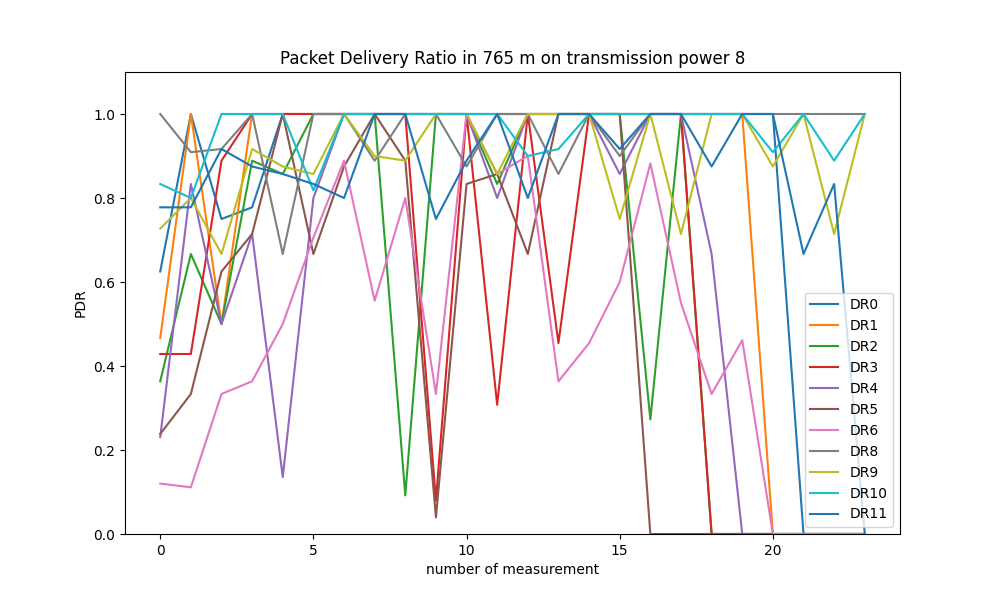 Packet Delivery Ratio in 765 m on transmission power 8
PDR
1.0
0.8
0.6
0.4
0.2
0.0
0
5
10
15
20
number of measurement
DR0
DR1
DR2
DR3
DR4
DR5
DR6
DR8
DR9
DR10
DR11